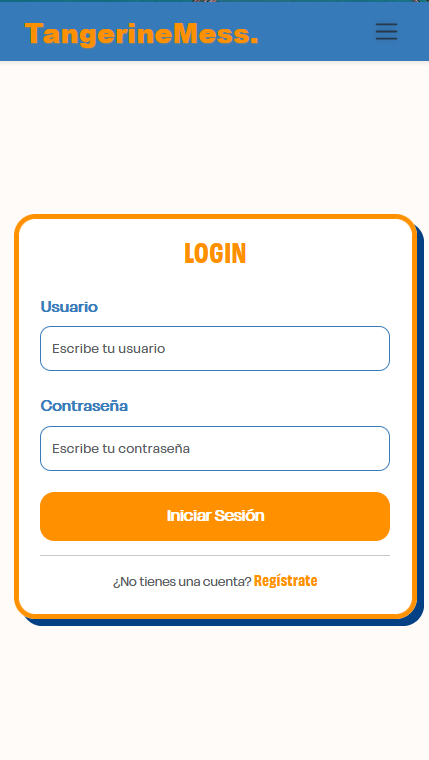 TangerineMess.
LOGIN
Usuario
Escribe tu usuario
Contraseña
Escribe tu contraseña
Iniciar Sesión
¿No tienes una cuenta? Regístrate